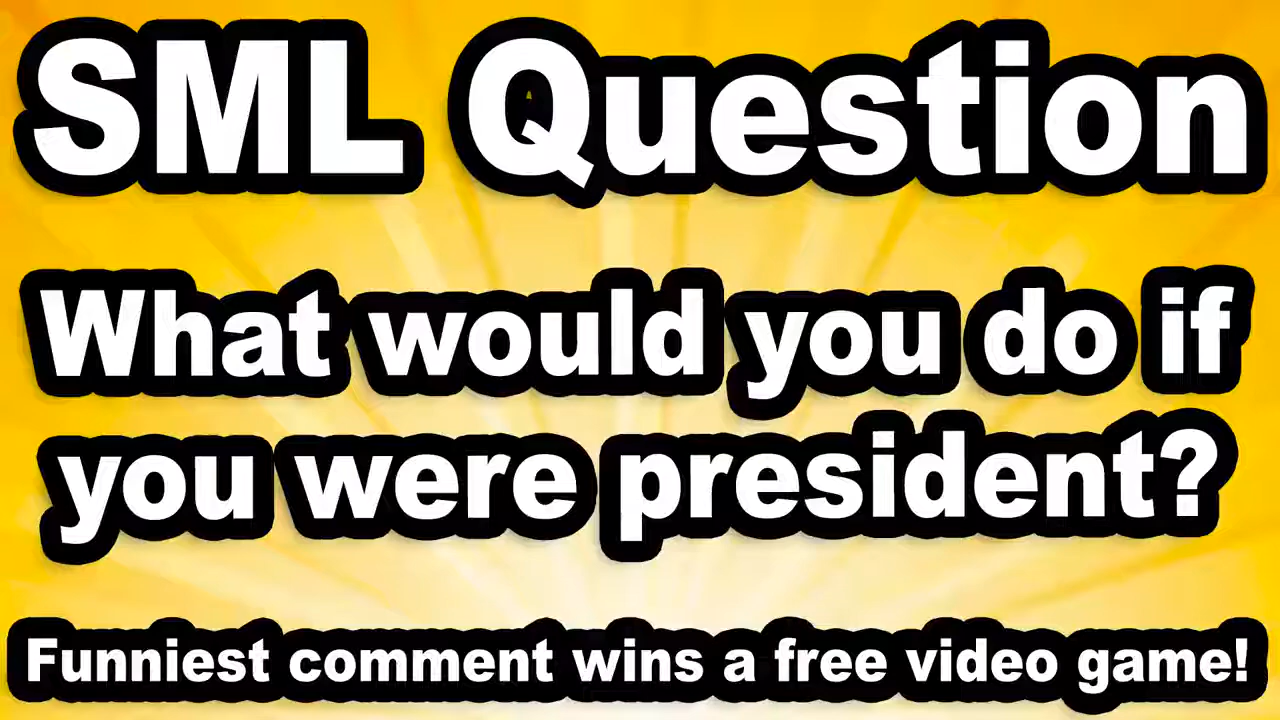 SML Question
What would you do if
you were president?
Funniest comment wins a free video game!